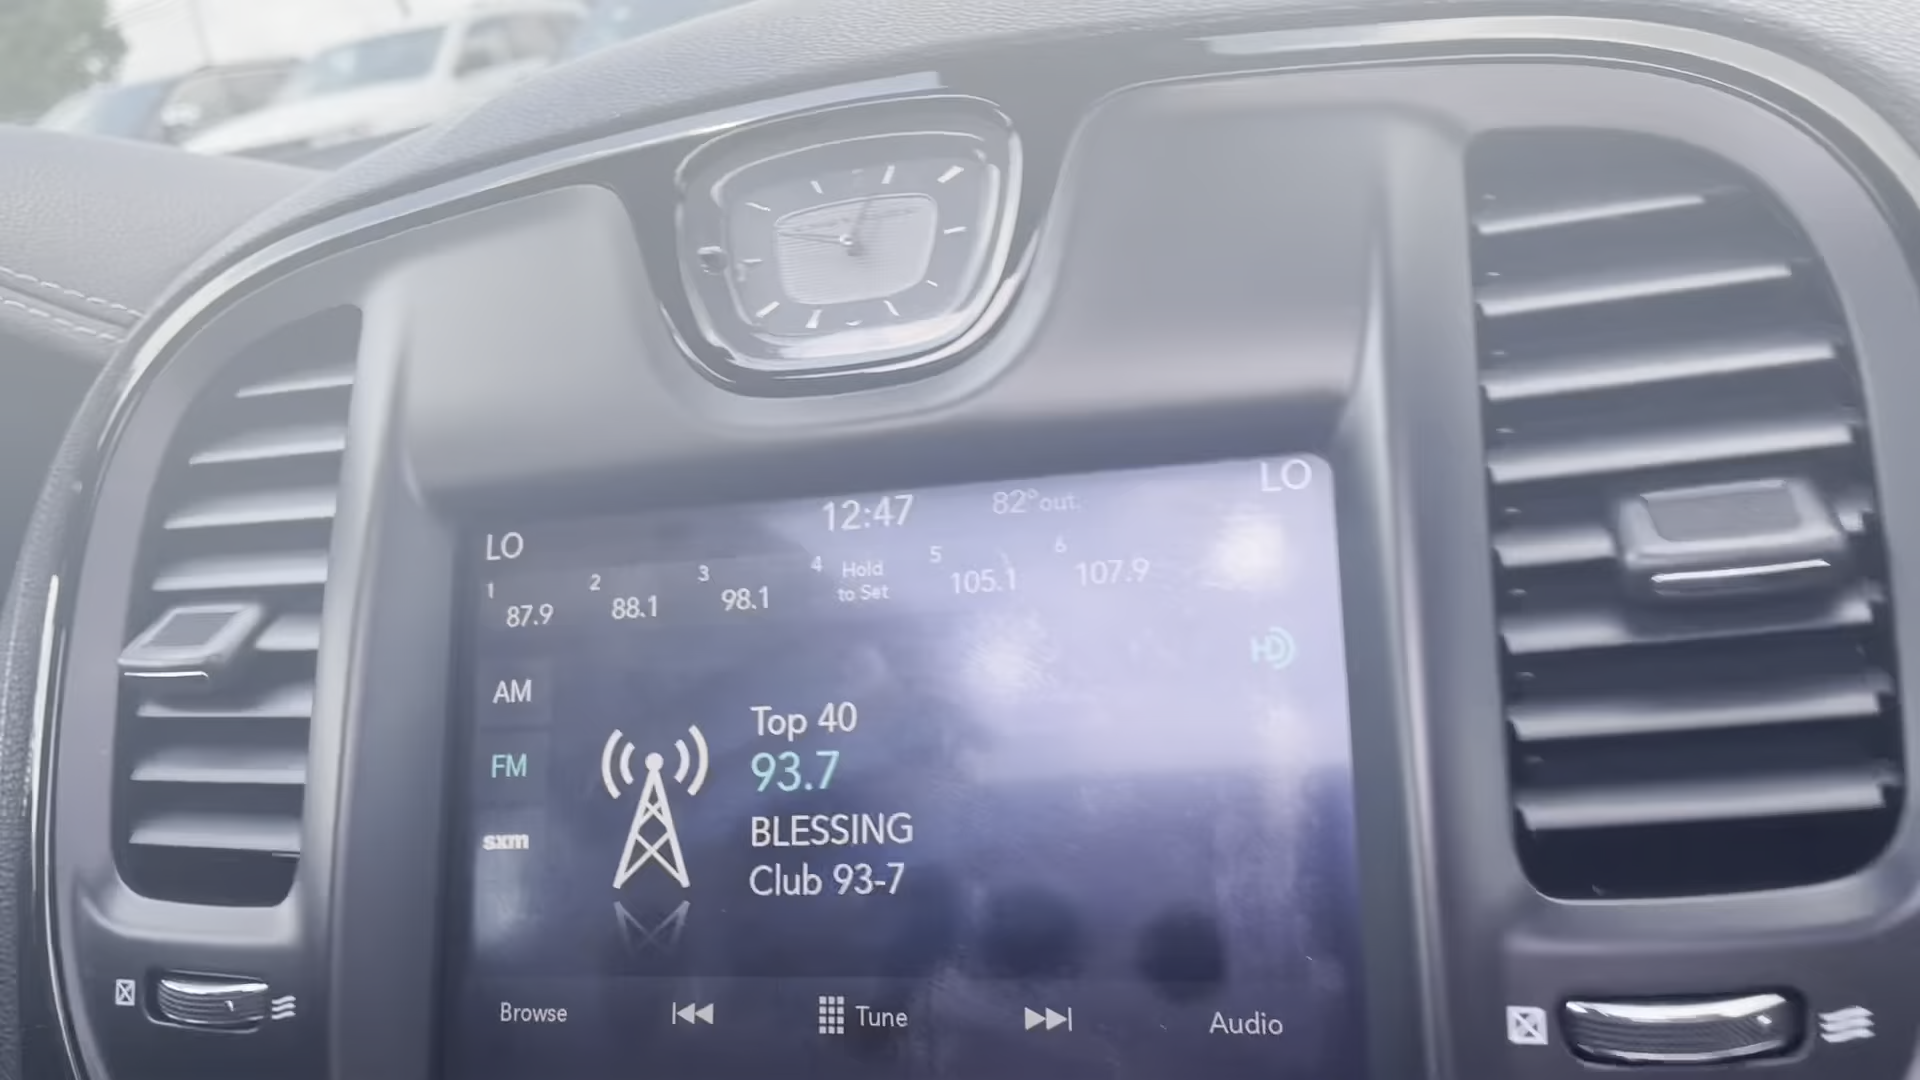 LO
12:47
82°out.
LO
1 87.9
2 88.1
3 98.1
4 Hold to Set
5 105.1
6 107.9
HD
AM
FM
sxm
Top 40
93.7
BLESSING
Club 93-7
Browse
Tune
Audio